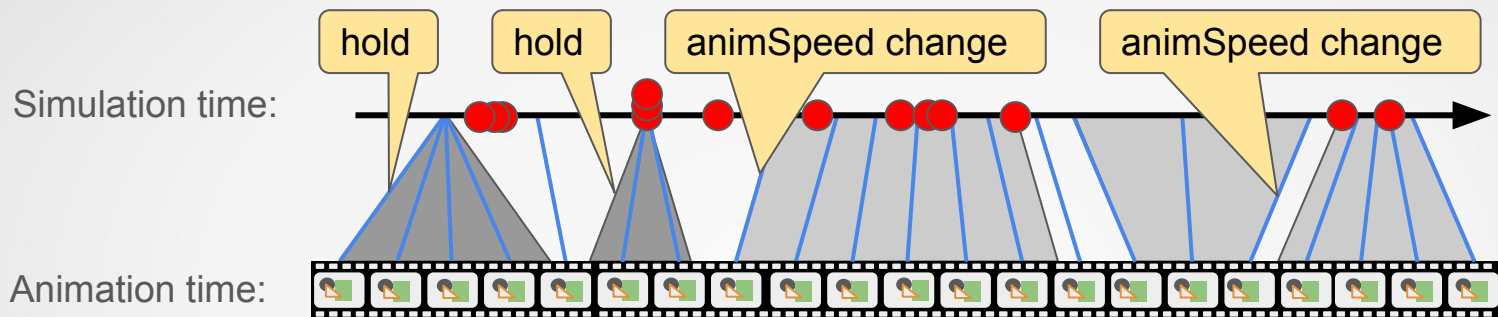 hold
hold
animSpeed change
animSpeed change
Simulation time:
Animation time: